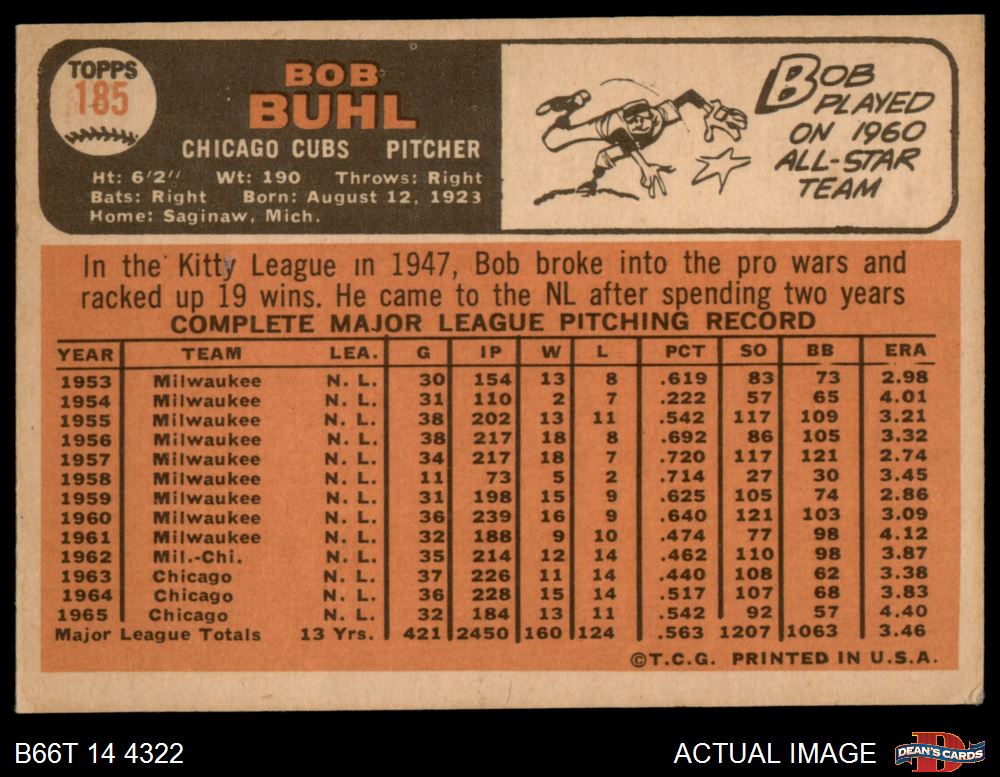 TOPPS
185
BOB
BUHL
CHICAGO CUBS PITCHER
Ht: 6'2" Wt: 190 Throws: Right
Bats: Right Born: August 12, 1923
Home: Saginaw, Mich.
BOB
PLAYED
ON 1960
ALL-STAR
TEAM
In the Kitty League in 1947, Bob broke into the pro wars and
racked up 19 wins. He came to the NL after spending two years
COMPLETE MAJOR LEAGUE PITCHING RECORD
YEAR TEAM LEA. G IP W L PCT SO BB ERA
1953 Milwaukee N. L. 30 154 13 8 .619 83 73 2.98
1954 Milwaukee N. L. 31 110 2 7 .222 57 65 4.01
1955 Milwaukee N. L. 38 202 13 11 .542 117 109 3.21
1956 Milwaukee N. L. 38 217 18 8 .692 86 105 3.32
1957 Milwaukee N. L. 34 217 18 7 .720 117 121 2.74
1958 Milwaukee N. L. 11 73 5 2 .714 27 30 3.45
1959 Milwaukee N. L. 31 198 15 9 .625 105 74 2.86
1960 Milwaukee N. L. 36 239 16 9 .640 121 103 3.09
1961 Milwaukee N. L. 32 188 9 10 .474 77 98 4.12
1962 Mil.-Chi. N. L. 35 214 12 14 .462 110 98 3.87
1963 Chicago N. L. 37 226 11 14 .440 108 62 3.38
1964 Chicago N. L. 36 228 15 14 .517 107 68 3.83
1965 Chicago N. L. 32 184 13 11 .542 92 57 4.40
Major League Totals 13 Yrs. 421 2450 160 124 .563 1207 1063 3.46
©T.C.G. PRINTED IN U.S.A.
B66T 14 4322
ACTUAL IMAGE
DEAN'S CARDS